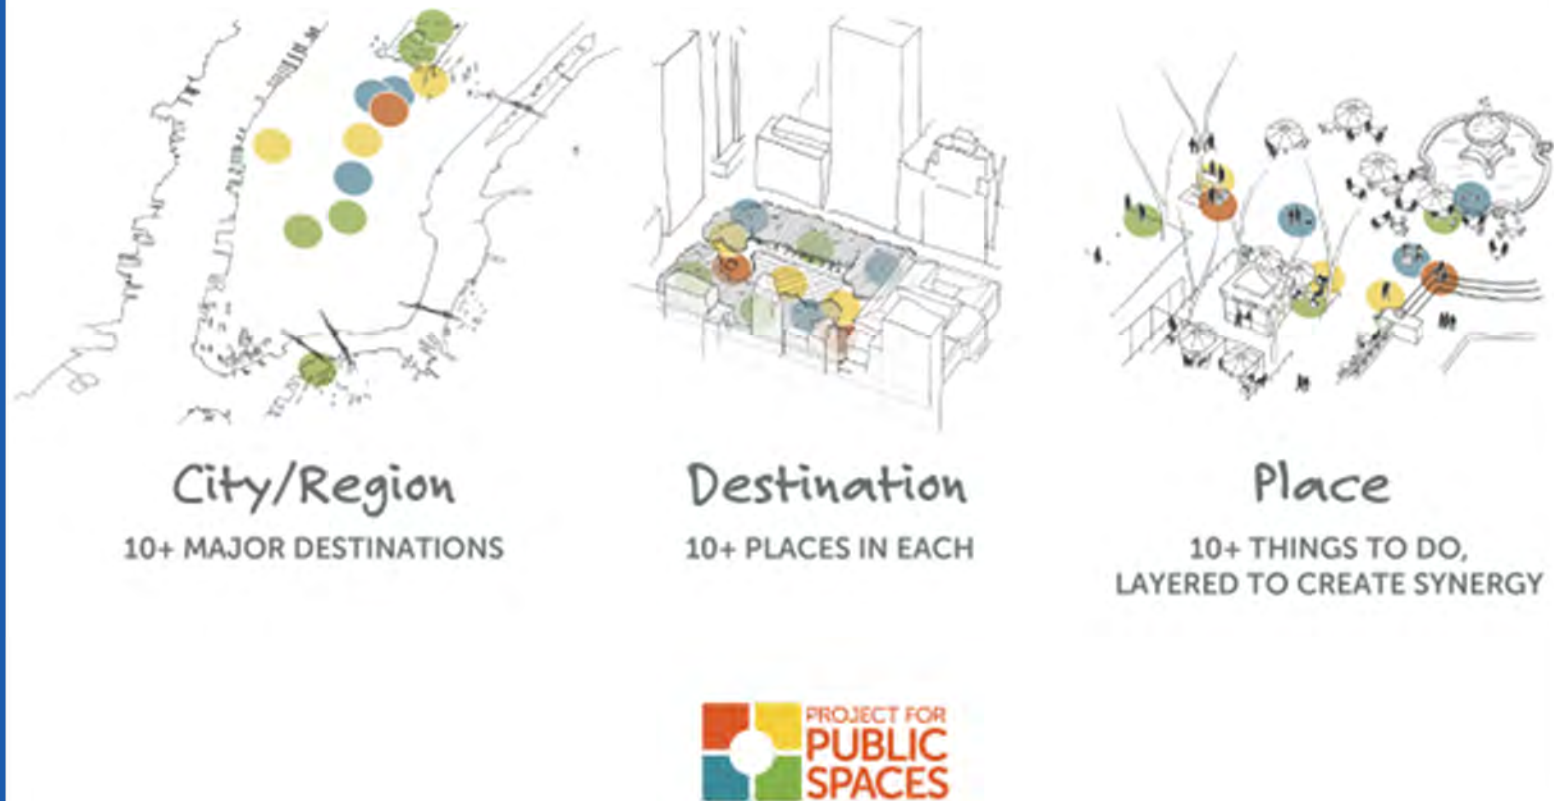 City/Region
10+ MAJOR DESTINATIONS
Destination
10+ PLACES IN EACH
Place
10+ THINGS TO DO,
LAYERED TO CREATE SYNERGY
PROJECT FOR
PUBLIC
SPACES